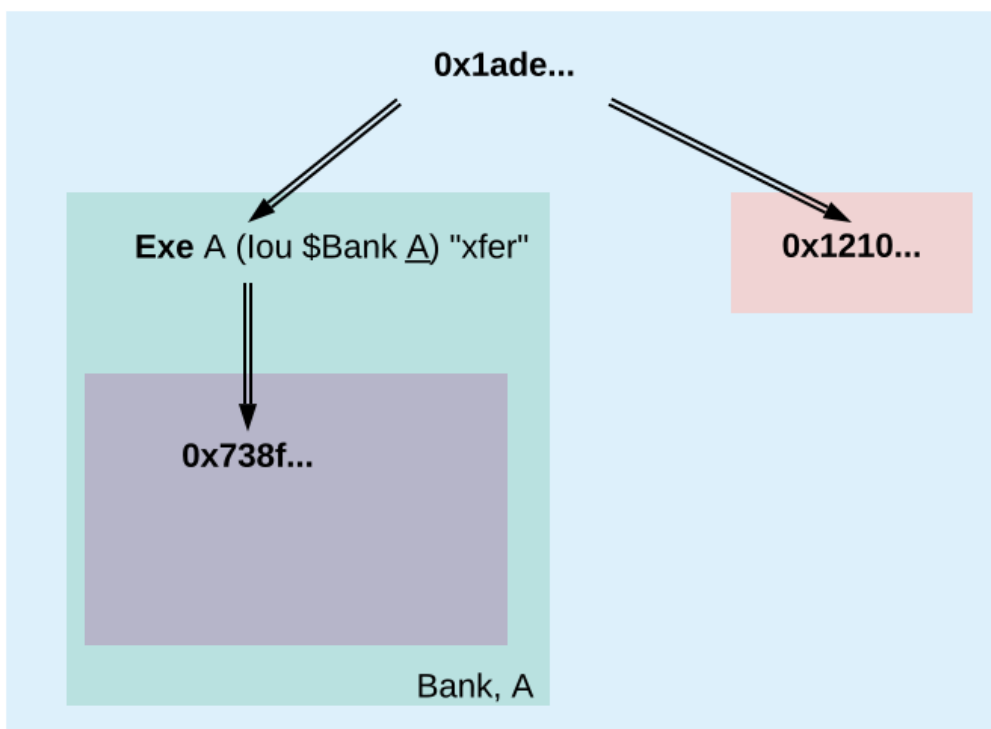 0x1ade...
Exe A (Iou $Bank A) "xfer"
0x1210...
0x738f...
Bank, A